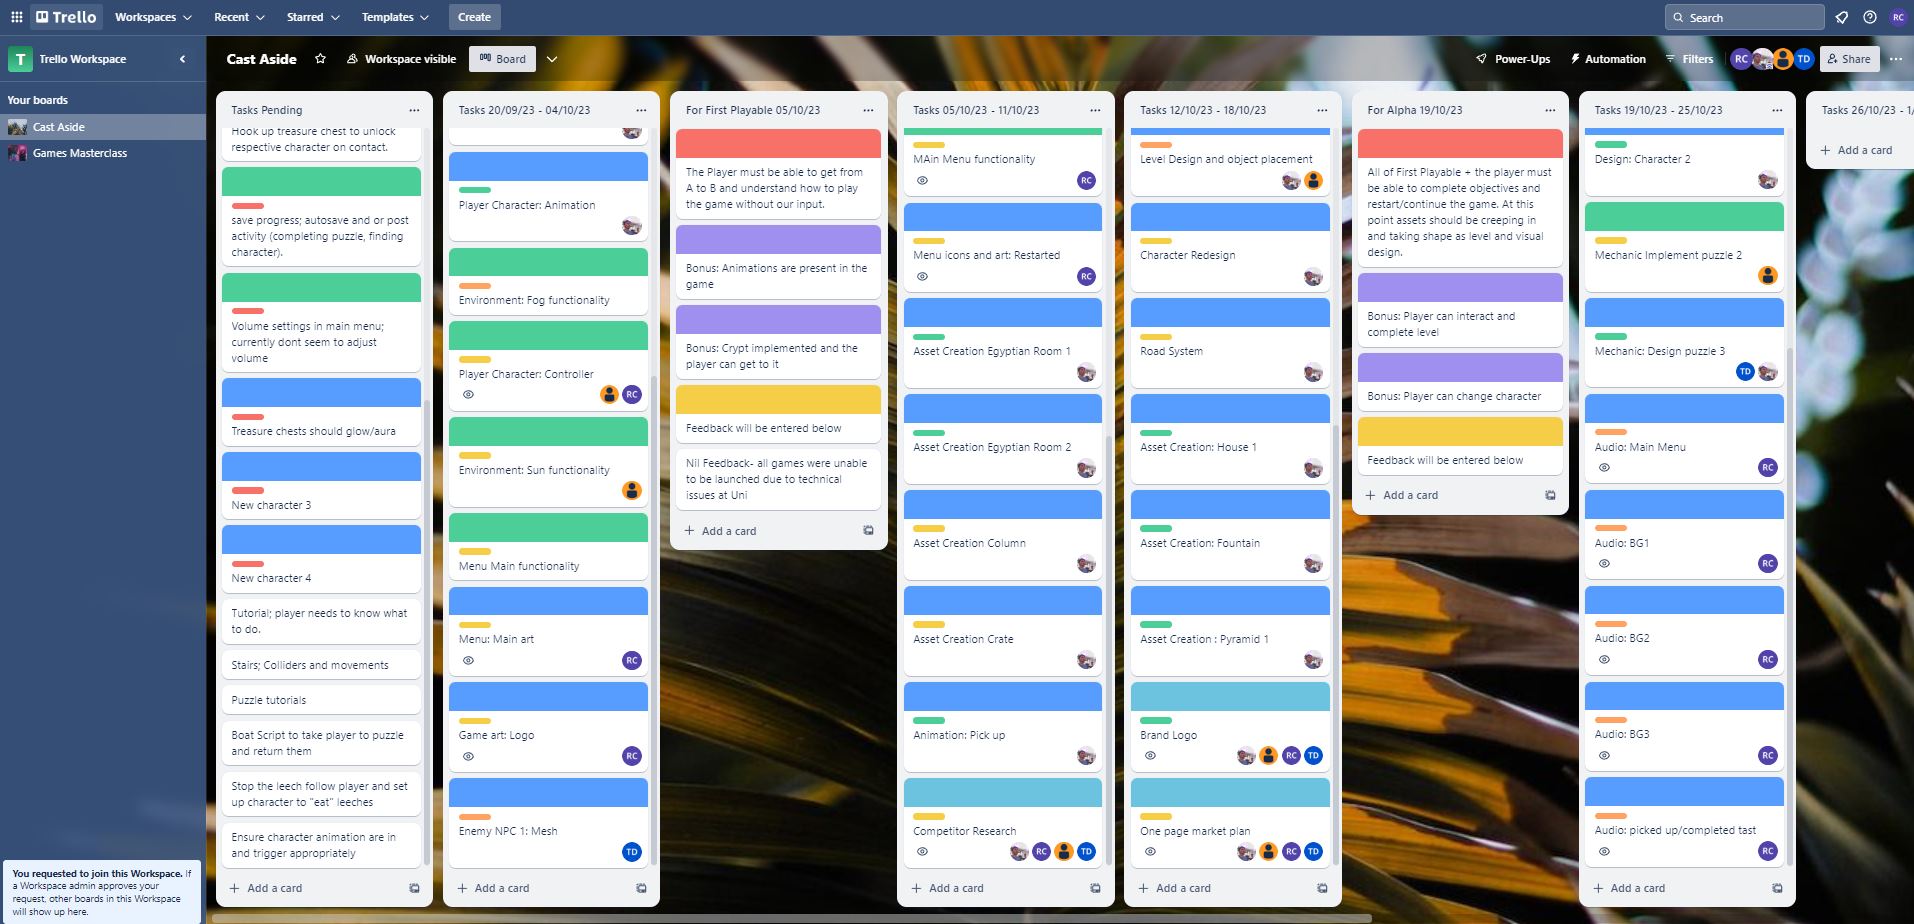 Trello
Workspaces
Recent
Starred
Templates
Create
Search
RC
T
Trello Workspace
Cast Aside
Workspace visible
Board
Power-Ups
Automation
Filters
RC
TD
Share
Your boards
Cast Aside
Games Masterclass
You requested to join this Workspace. If
a Workspace admin approves your
request, other boards in this Workspace
will show up here.
Tasks Pending
Hook up treasure chest to unlock
respective character on contact.
save progress; autosave and or post
activity (completing puzzle, finding
character).
Volume settings in main menu;
currently dont seem to adjust
volume
Treasure chests should glow/aura
New character 3
New character 4
Tutorial; player needs to know what
to do.
Stairs; Colliders and movements
Puzzle tutorials
Boat Script to take player to puzzle
and return them
Stop the leech follow player and set
up character to "eat" leeches
Ensure character animation are in
and trigger appropriately
Add a card
Tasks 20/09/23 - 04/10/23
Player Character: Animation
Environment: Fog functionality
Player Character: Controller
RC
Environment: Sun functionality
Menu Main functionality
Menu: Main art
RC
Game art: Logo
RC
Enemy NPC 1: Mesh
TD
Add a card
For First Playable 05/10/23
The Player must be able to get from
A to B and understand how to play
the game without our input.
Bonus: Animations are present in the
game
Bonus: Crypt implemented and the
player can get to it
Feedback will be entered below
Nil Feedback- all games were unable
to be launched due to technical
issues at Uni
Add a card
Tasks 05/10/23 - 11/10/23
MAin Menu functionality
RC
Menu icons and art: Restarted
RC
Asset Creation Egyptian Room 1
Asset Creation Egyptian Room 2
Asset Creation Column
Asset Creation Crate
Animation: Pick up
Competitor Research
RC
TD
Add a card
Tasks 12/10/23 - 18/10/23
Level Design and object placement
Character Redesign
Road System
Asset Creation: House 1
Asset Creation: Fountain
Asset Creation : Pyramid 1
Brand Logo
RC
TD
One page market plan
RC
TD
Add a card
For Alpha 19/10/23
All of First Playable + the player must
be able to complete objectives and
restart/continue the game. At this
point assets should be creeping in
and taking shape as level and visual
design.
Bonus: Player can interact and
complete level
Bonus: Player can change character
Feedback will be entered below
Add a card
Tasks 19/10/23 - 25/10/23
Design: Character 2
Mechanic Implement puzzle 2
Mechanic: Design puzzle 3
TD
Audio: Main Menu
RC
Audio: BG1
RC
Audio: BG2
RC
Audio: BG3
RC
Audio: picked up/completed tast
RC
Add a card
Tasks 26/10/23 - 1/
Add a card